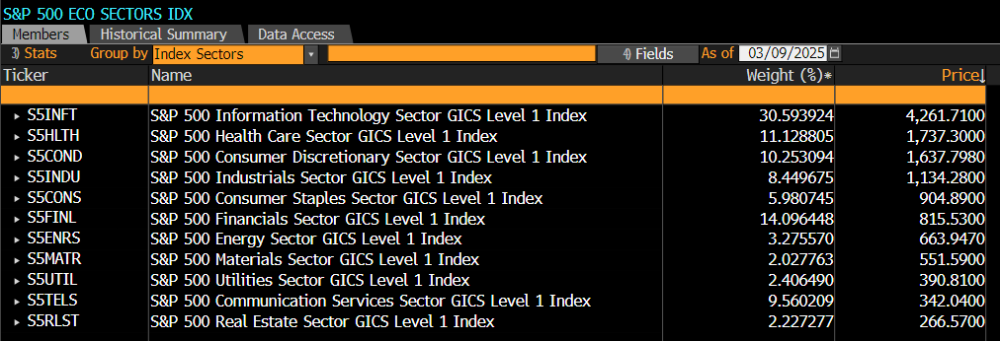 S&P 500 ECO SECTORS IDX
Members Historical Summary Data Access
3) Stats Group by Index Sectors 4) Fields As of 03/09/2025
Ticker Name Weight (%)* Price↓
S5INFT S&P 500 Information Technology Sector GICS Level 1 Index 30.593924 4,261.7100
S5HLTH S&P 500 Health Care Sector GICS Level 1 Index 11.128805 1,737.3000
S5COND S&P 500 Consumer Discretionary Sector GICS Level 1 Index 10.253094 1,637.7980
S5INDU S&P 500 Industrials Sector GICS Level 1 Index 8.449675 1,134.2800
S5CONS S&P 500 Consumer Staples Sector GICS Level 1 Index 5.980745 904.8900
S5FINL S&P 500 Financials Sector GICS Level 1 Index 14.096448 815.5300
S5ENRS S&P 500 Energy Sector GICS Level 1 Index 3.275570 663.9470
S5MATR S&P 500 Materials Sector GICS Level 1 Index 2.027763 551.5900
S5UTIL S&P 500 Utilities Sector GICS Level 1 Index 2.406490 390.8100
S5TELS S&P 500 Communication Services Sector GICS Level 1 Index 9.560209 342.0400
S5RLST S&P 500 Real Estate Sector GICS Level 1 Index 2.227277 266.5700